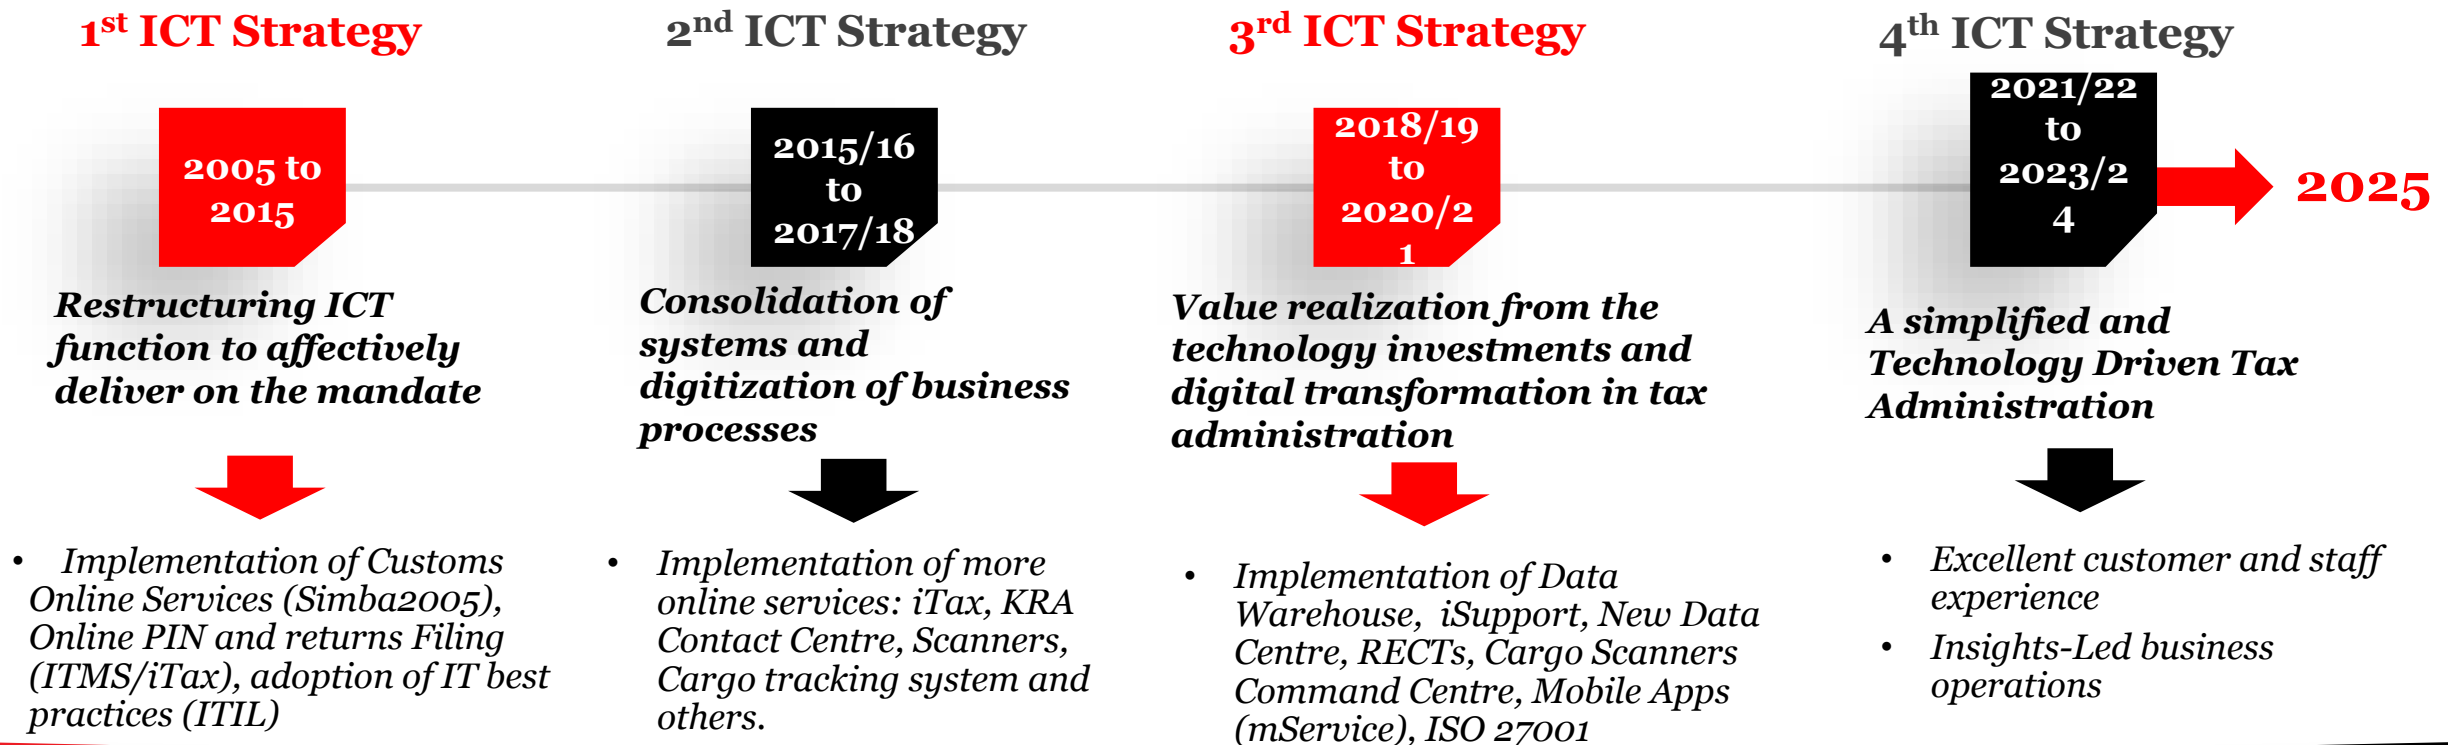 1st ICT Strategy
2005 to
2015
Restructuring ICT
function to affectively
deliver on the mandate
• Implementation of Customs
Online Services (Simba2005),
Online PIN and returns Filing
(ITMS/iTax), adoption of IT best
practices (ITIL)
2nd ICT Strategy
2015/16
to
2017/18
Consolidation of
systems and
digitization of business
processes
• Implementation of more
online services: iTax, KRA
Contact Centre, Scanners,
Cargo tracking system and
others.
3rd ICT Strategy
2018/19
to
2020/2
1
Value realization from the
technology investments and
digital transformation in tax
administration
• Implementation of Data
Warehouse, iSupport, New Data
Centre, RECTs, Cargo Scanners
Command Centre, Mobile Apps
(mService), ISO 27001
4th ICT Strategy
2021/22
to
2023/2
4
2025
A simplified and
Technology Driven Tax
Administration
• Excellent customer and staff
experience
• Insights-Led business
operations